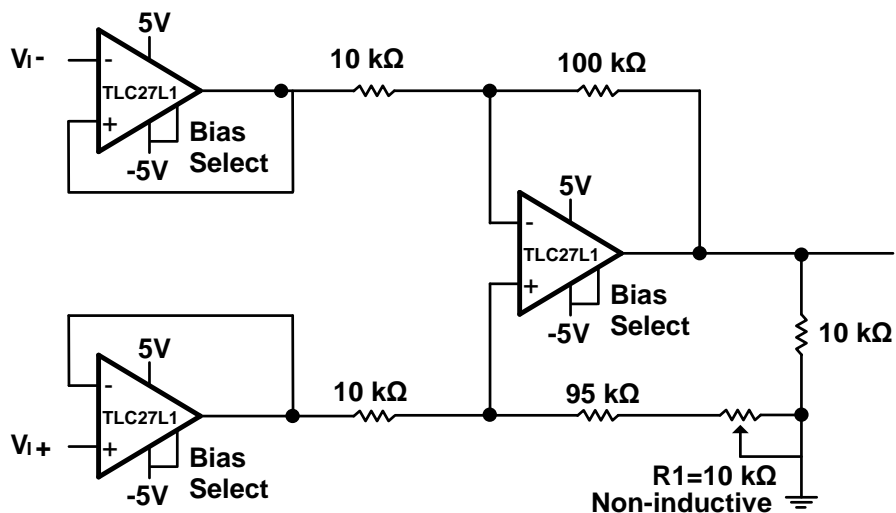 5V
VI-
-
TLC27L1
+
Bias
Select
-5V
10 kΩ
100 kΩ
5V
-
TLC27L1
+
Bias
Select
-5V
10 kΩ
5V
-
TLC27L1
VI+
+
Bias
Select
-5V
10 kΩ
95 kΩ
R1=10 kΩ
Non-inductive